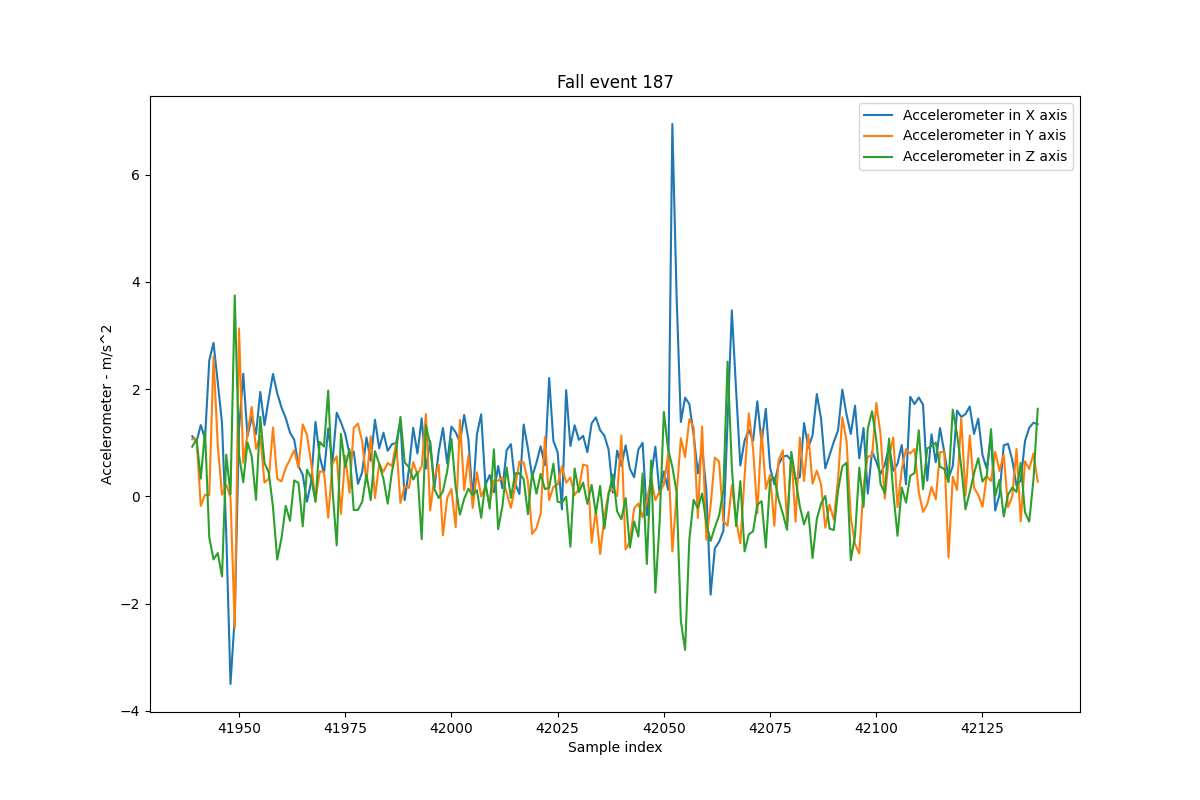 Fall event 187
Accelerometer in X axis
Accelerometer in Y axis
Accelerometer in Z axis
Accelerometer - m/s^2
6
4
2
0
−2
−4
41950 41975 42000 42025 42050 42075 42100 42125
Sample index